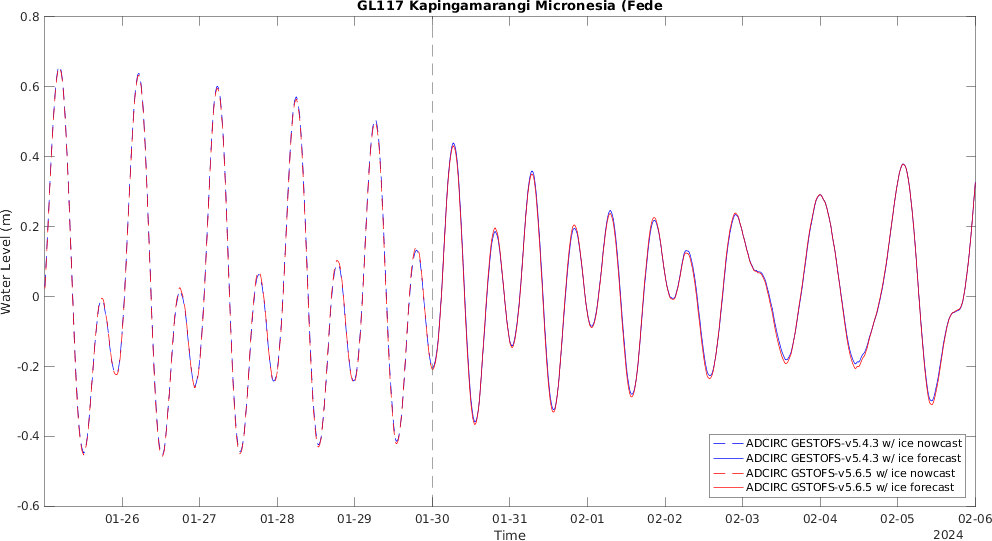 GL117 Kapingamarangi Micronesia (Fede
0.8
0.6
0.4
0.2
0
-0.2
-0.4
-0.6
Water Level (m)
ADCIRC GESTOFS-v5.4.3 w/ ice nowcast
ADCIRC GESTOFS-v5.4.3 w/ ice forecast
ADCIRC GSTOFS-v5.6.5 w/ ice nowcast
ADCIRC GSTOFS-v5.6.5 w/ ice forecast
01-26 01-27 01-28 01-29 01-30 01-31 02-01 02-02 02-03 02-04 02-05 02-06
Time
2024